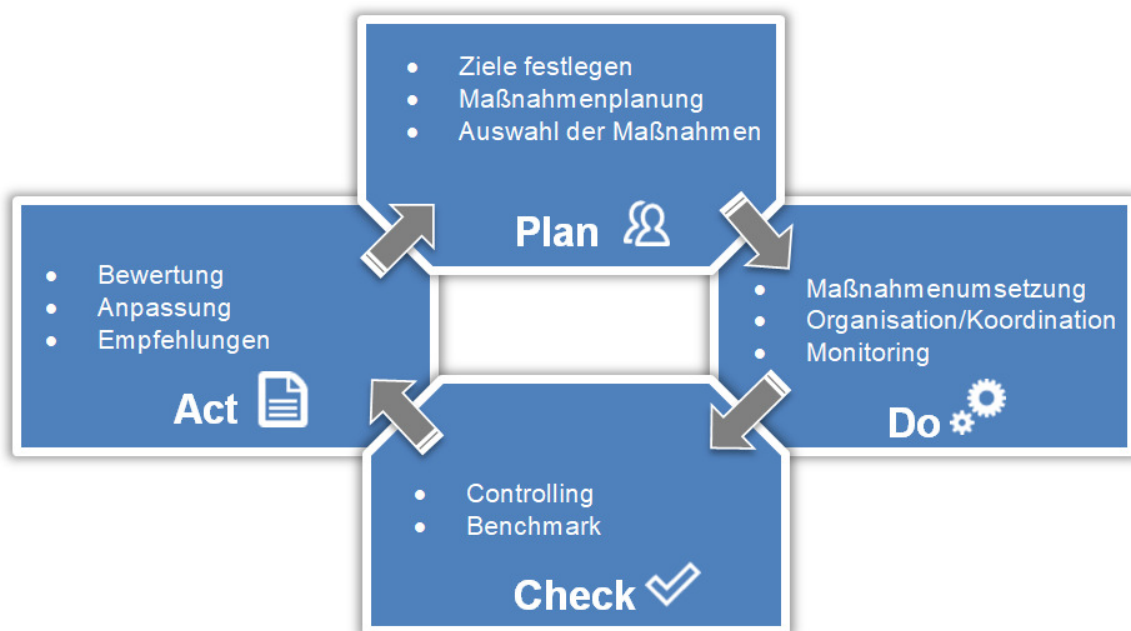 • Ziele festlegen
• Maßnahmenplanung
• Auswahl der Maßnahmen
Plan
• Maßnahmenumsetzung
• Organisation/Koordination
• Monitoring
Do
• Controlling
• Benchmark
Check
• Bewertung
• Anpassung
• Empfehlungen
Act